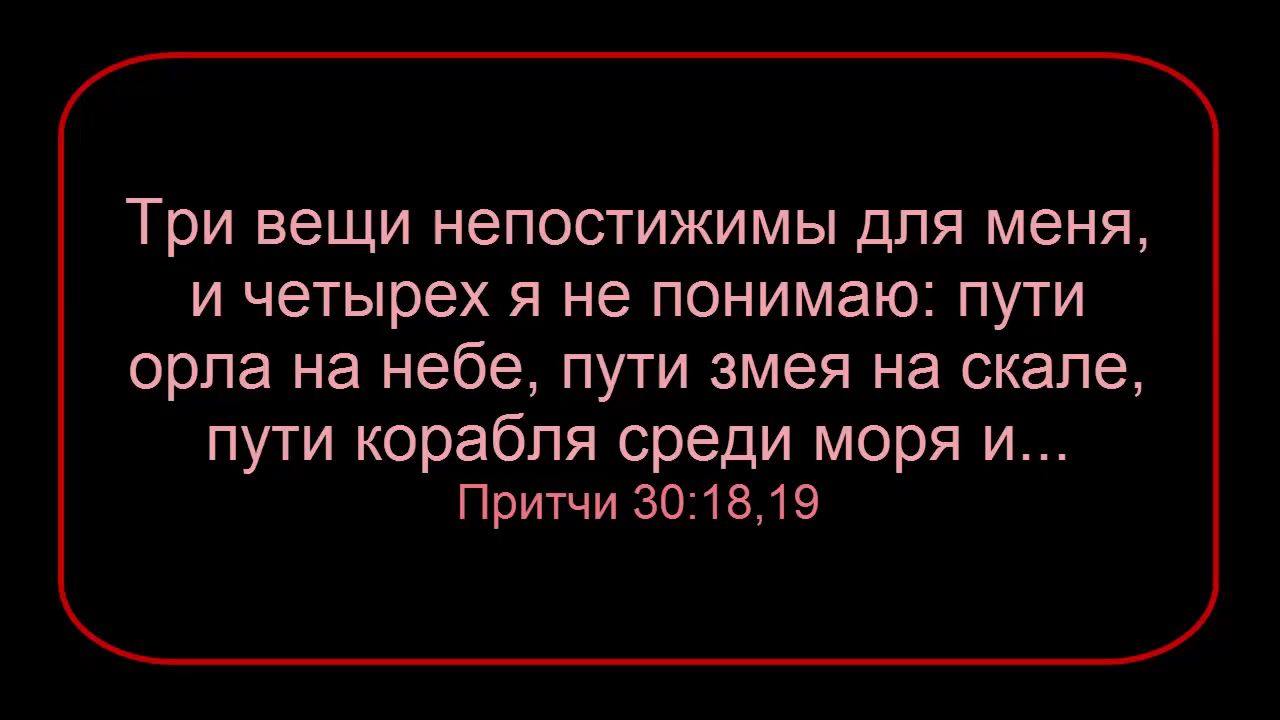 Три вещи непостижимы для меня,
и четырех я не понимаю: пути
орла на небе, пути змея на скале,
пути корабля среди моря и...
Притчи 30:18,19